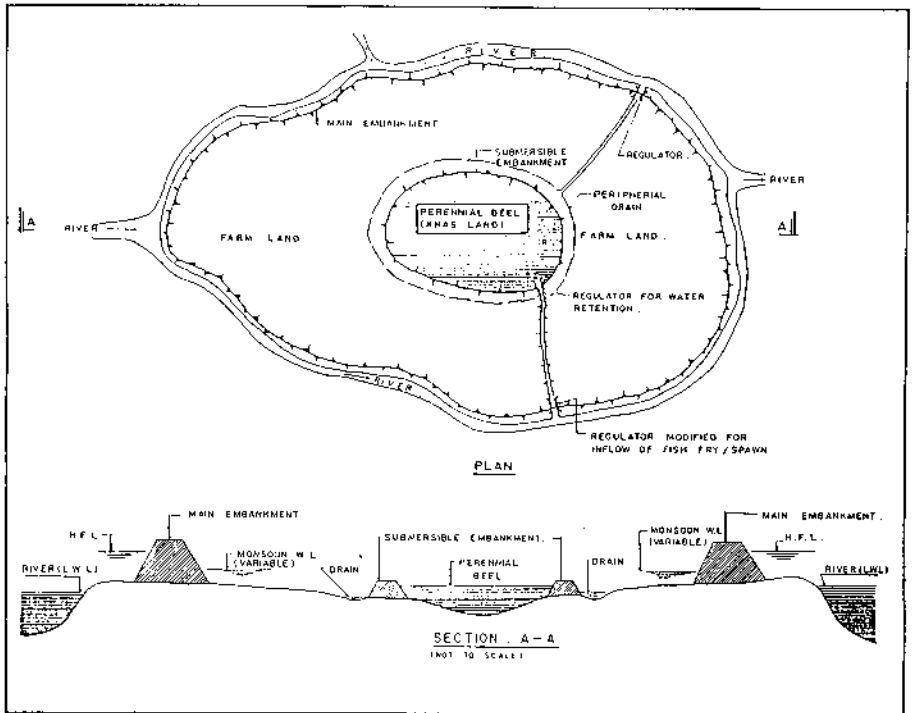 RIVER
MAIN EMBANKMENT
SUBMERSIBLE
EMBANKMENT
REGULATOR.
RIVER
PERIPHERIAL
DRAIN
PERENNIAL BEEL
(KHAS LAND)
A
A
RIVER
FARM LAND
FARM LAND.
REGULATOR FOR WATER
RETENTION.
RIVER
REGULATOR MODIFIED FOR
INFLOW OF FISH FRY/SPAWN
PLAN
MAIN EMBANKMENT
MAIN EMBANKMENT.
H.F.L.
SUBMERSIBLE EMBANKMENT.
MONSOON W.L
(VARIABLE)
H.F.L.
MONSOON W.L
(VARIABLE)
RIVER(L.W.L)
DRAIN
PERENNIAL
BEEL
DRAIN
RIVER(LWL)
SECTION. A-A
(NOT TO SCALE)